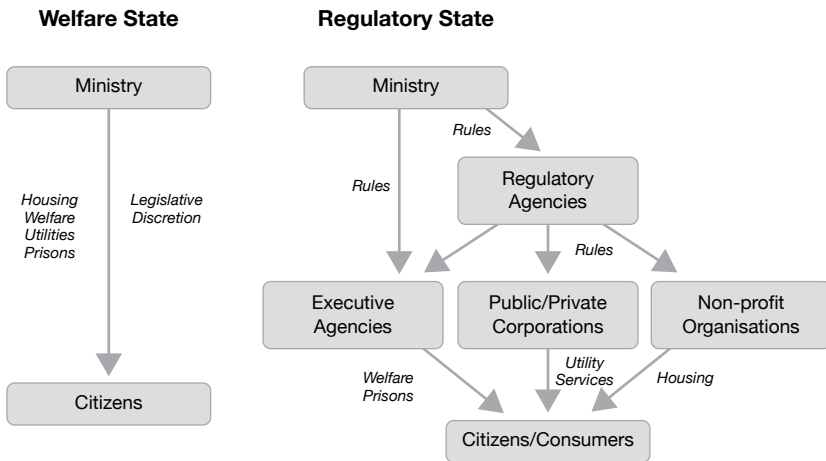 Welfare State
Ministry
Housing
Welfare
Utilities
Prisons
Legislative
Discretion
Citizens
Regulatory State
Ministry
Rules
Rules
Regulatory
Agencies
Rules
Executive
Agencies
Public/Private
Corporations
Non-profit
Organisations
Welfare
Prisons
Utility
Services
Housing
Citizens/Consumers